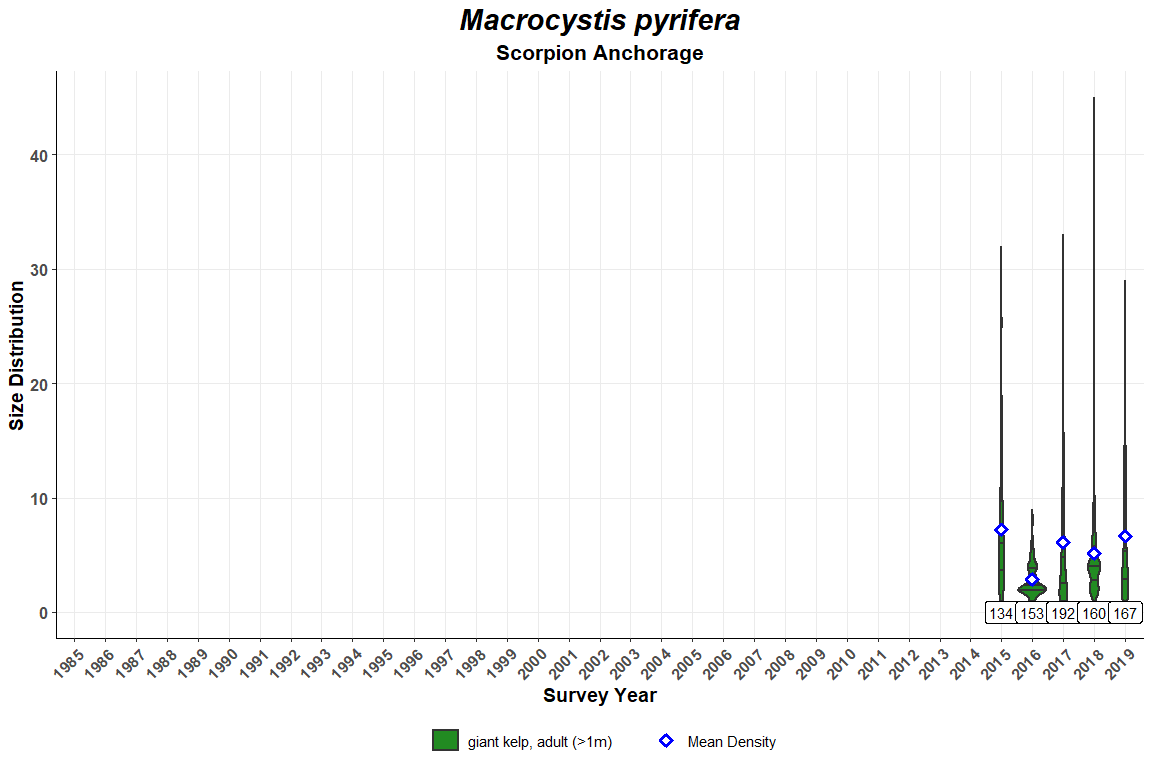 Macrocystis pyrifera
Scorpion Anchorage
Size Distribution
40
30
20
10
0
134 153 192 160 167
1985 1986 1987 1988 1989 1990 1991 1992 1993 1994 1995 1996 1997 1998 1999 2000 2001 2002 2003 2004 2005 2006 2007 2008 2009 2010 2011 2012 2013 2014 2015 2016 2017 2018 2019
Survey Year
giant kelp, adult (>1m) Mean Density